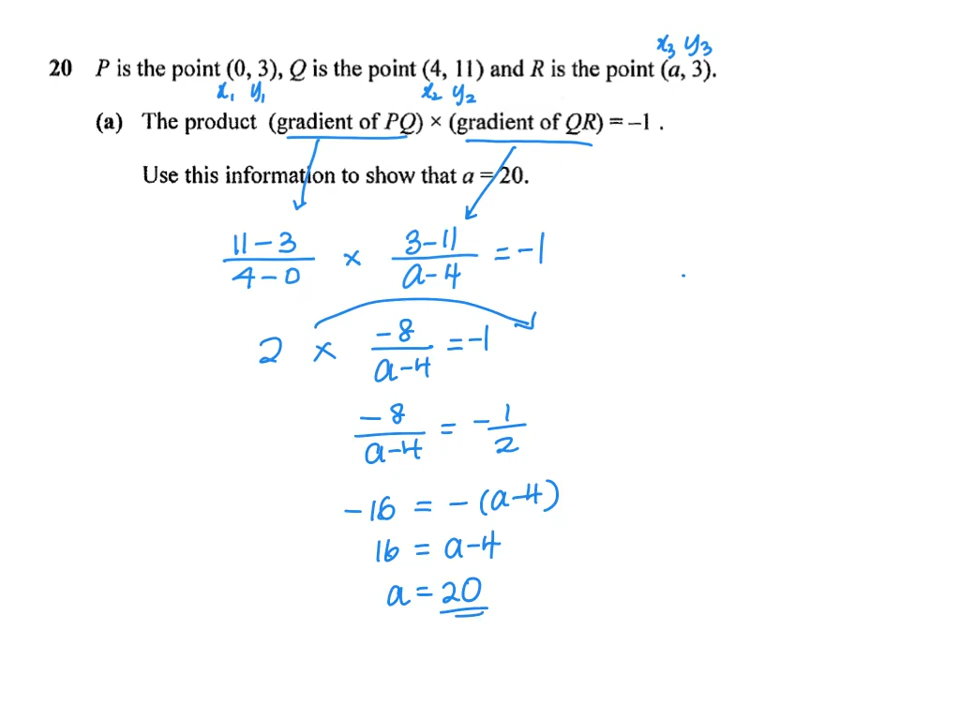 x₃ y₃
20 P is the point (0, 3), Q is the point (4, 11) and R is the point (a, 3).
x₁ y₁ x₂ y₂
(a) The product (gradient of PQ) × (gradient of QR) = –1 .
Use this information to show that a = 20.
11 – 3 / 4 – 0 × 3 – 11 / a – 4 = –1
2 × –8 / a – 4 = –1
–8 / a – 4 = – 1 / 2
–16 = – (a – 4)
16 = a – 4
a = 20